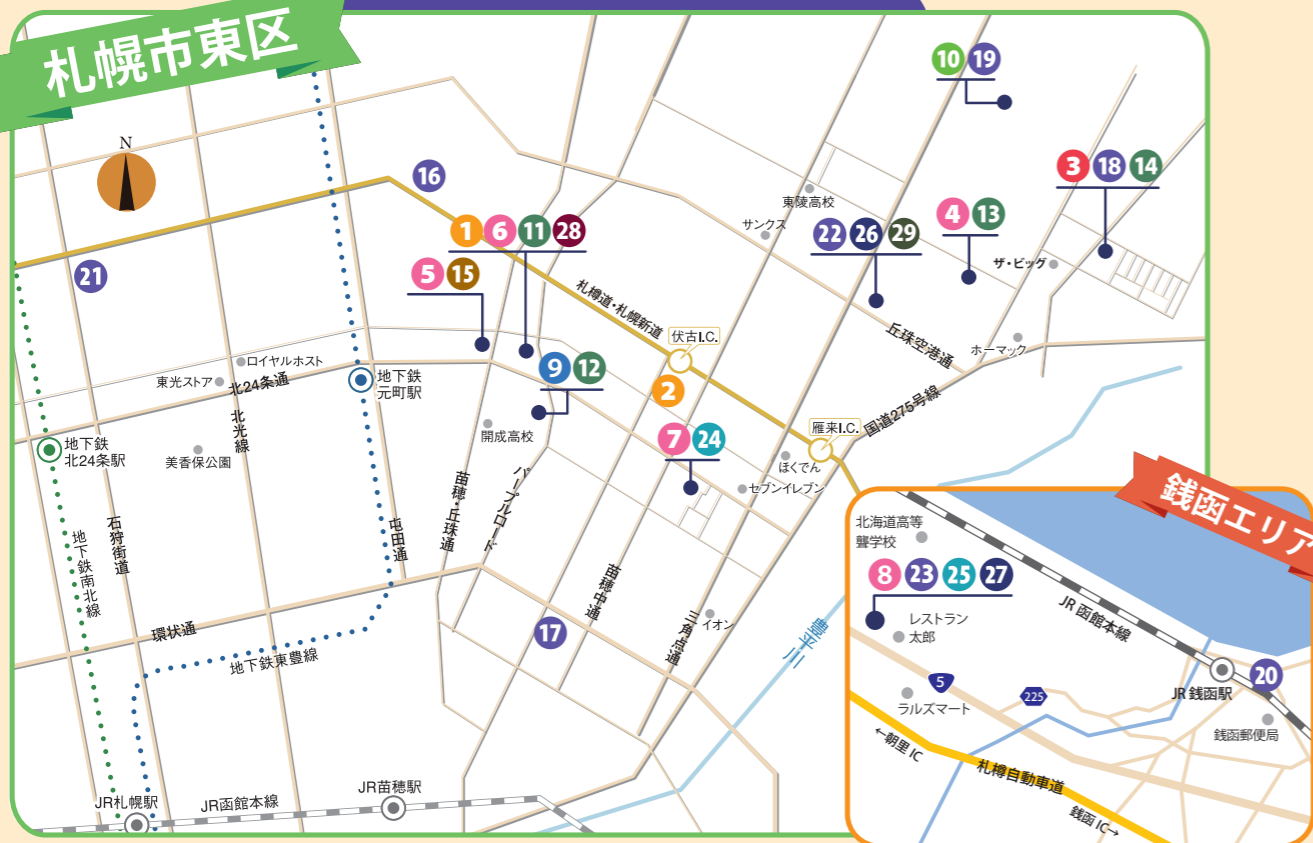 札幌市東区
N
10 19
16
3 18 14
東陵高校
サンクス
1 6 11 28
22 26 29
4 13
ザ・ビッグ
21
5 15
札樽道・札幌新道
伏古I.C.
丘珠空港通
ホーマック
ロイヤルホスト
東光ストア
北24条通
地下鉄
元町駅
9 12
2
国道275号線
北光線
開成高校
7 24
雁来I.C.
地下鉄
北24条駅
美香保公園
ほくでん
セブンイレブン
苗穂・丘珠通
パープルロード
石狩街道
屯田通
地下鉄南北線
苗穂中通
三角点通
イオン
17
環状通
地下鉄東豊線
豊平川
JR札幌駅
JR函館本線
JR苗穂駅
銭函エリア
北海道高等
聾学校
8 23 25 27
JR 函館本線
レストラン
太郎
5
225
JR 銭函駅
20
ラルズマート
銭函郵便局
←朝里 IC
札樽自動車道
銭函 IC→